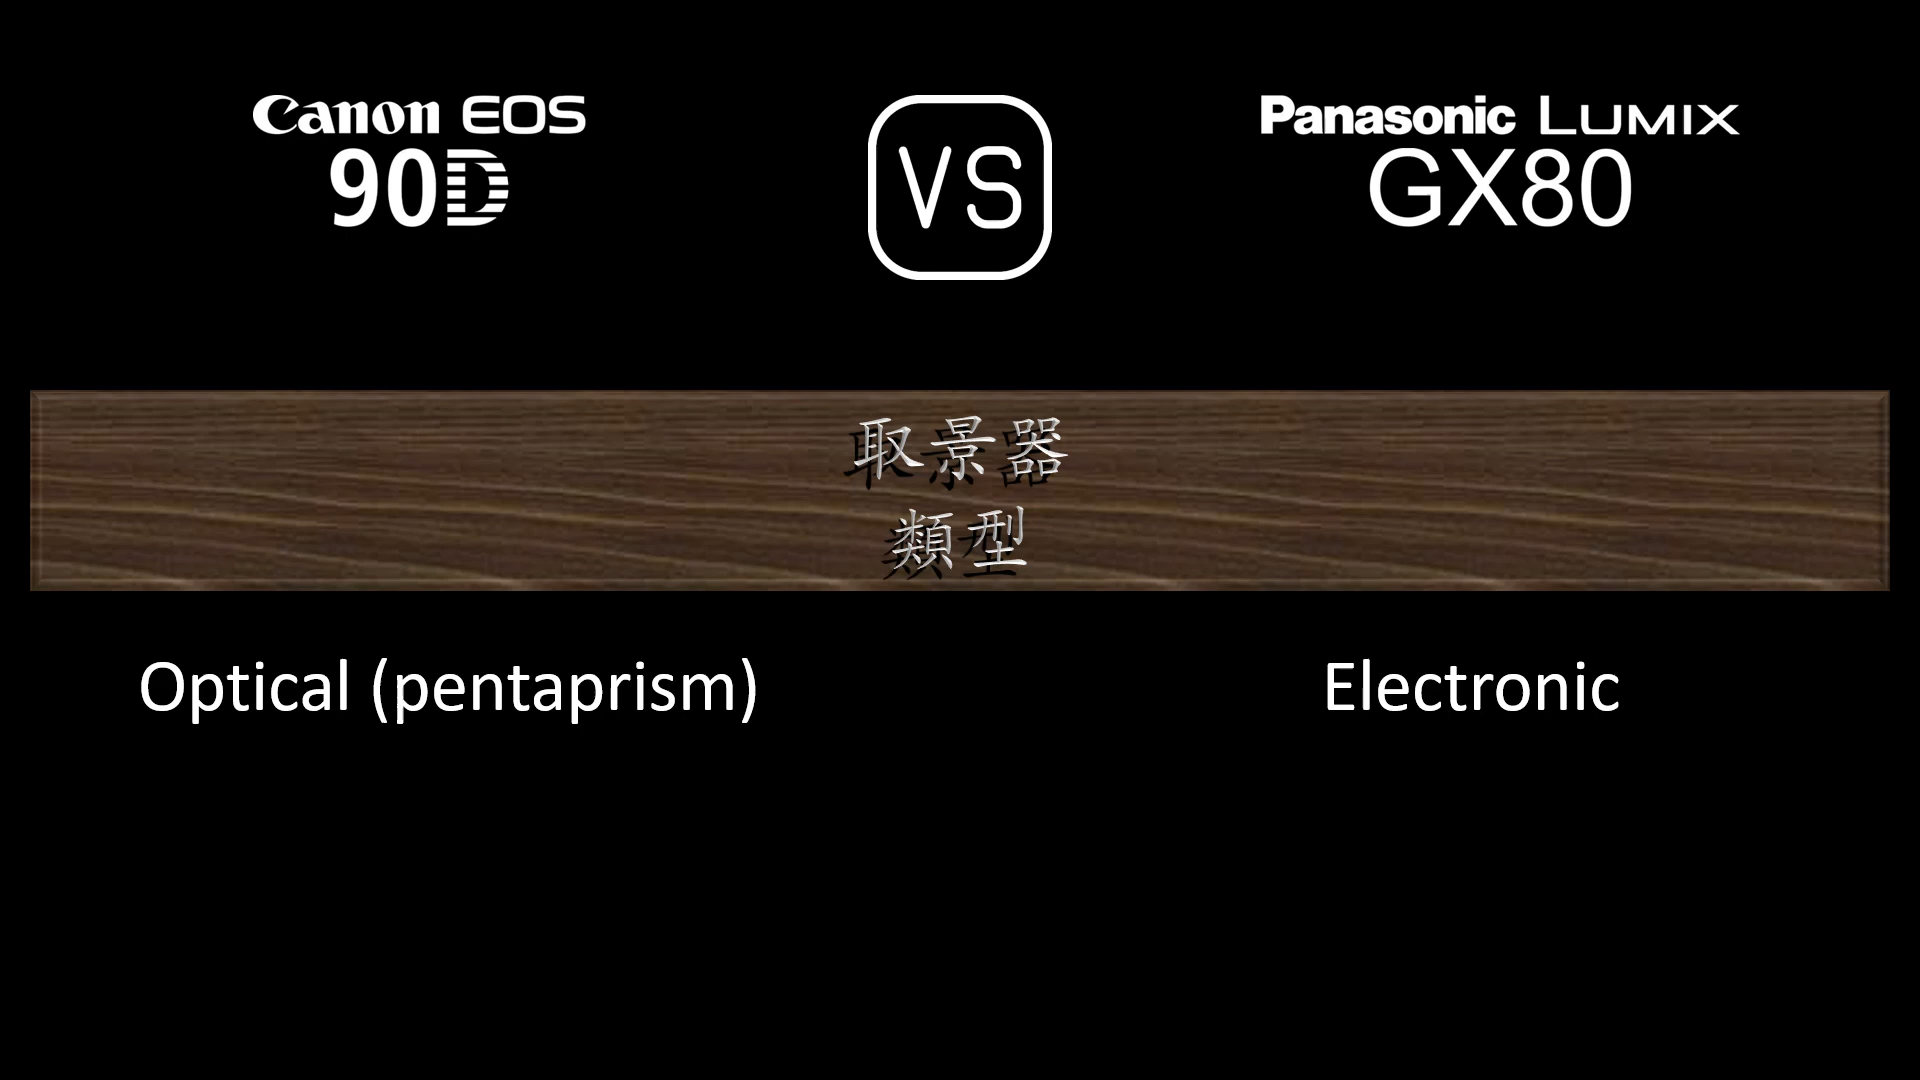 Canon EOS
90D
VS
Panasonic LUMIX
GX80
取景器
類型
Optical (pentaprism)
Electronic